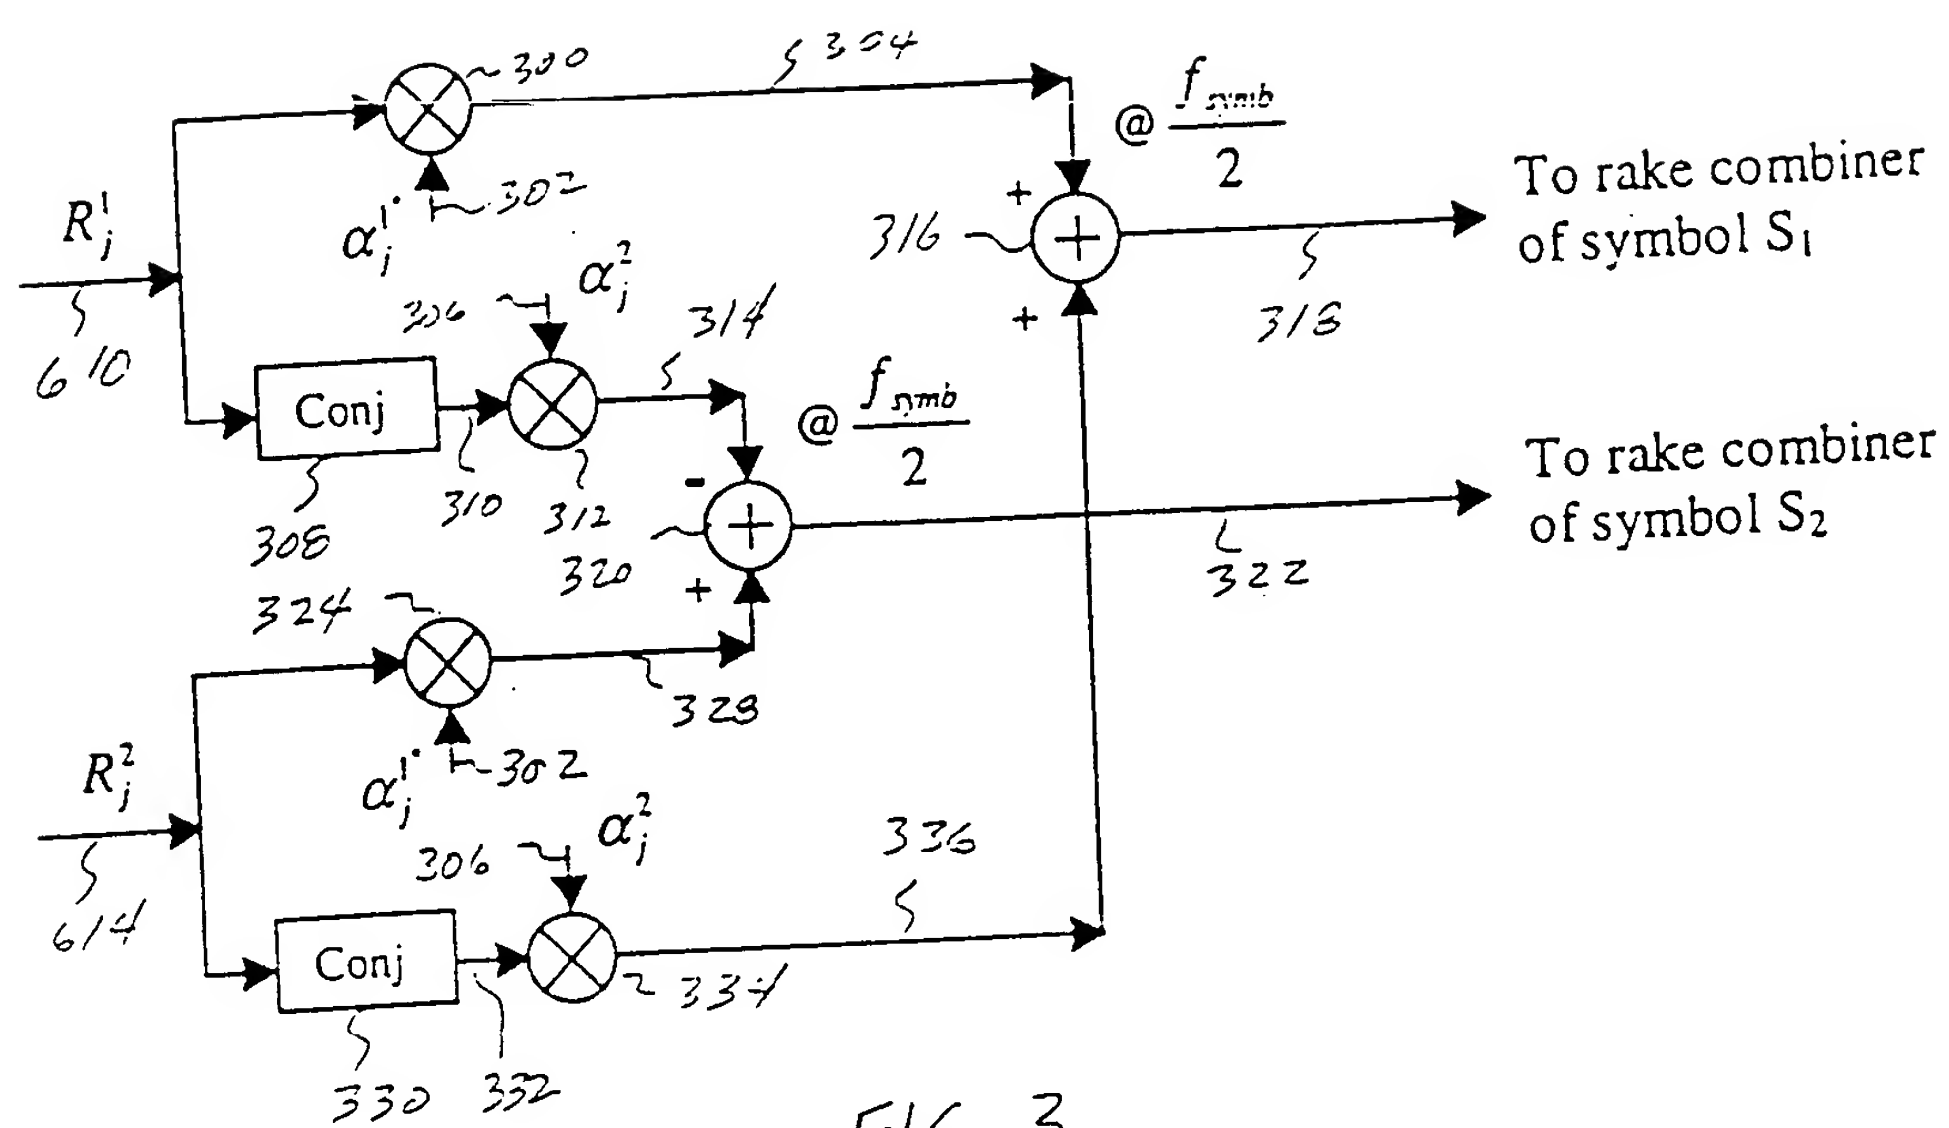 300
304
@ f_symb / 2
To rake combiner
of symbol S₁
R_j^1
302
α_j^1*
316
+
+
318
610
306
α_j^2
314
Conj
308
310
312
@ f_symb / 2
-
320
+
To rake combiner
of symbol S₂
322
324
328
R_j^2
302
α_j^1*
614
306
α_j^2
336
Conj
334
330
332
FIG. 3